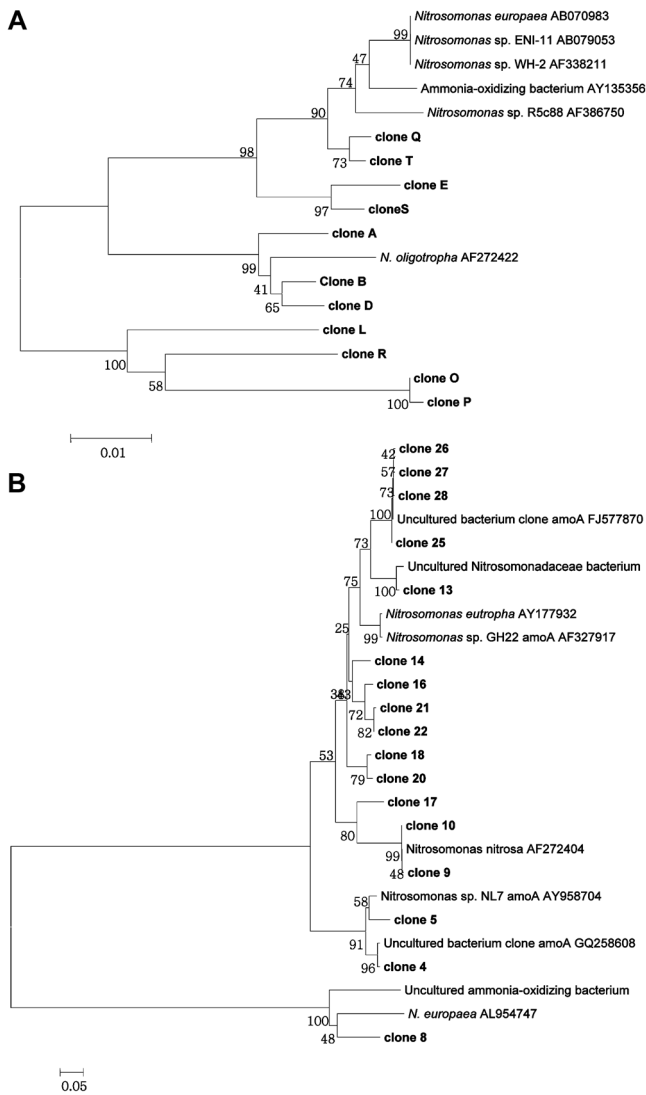 A
Nitrosomonas europaea AB070983
99
Nitrosomonas sp. ENI-11 AB079053
47
Nitrosomonas sp. WH-2 AF338211
74
Ammonia-oxidizing bacterium AY135356
90
Nitrosomonas sp. R5c88 AF386750
clone Q
98
73
clone T
clone E
97
cloneS
clone A
99
N. oligotropha AF272422
41
Clone B
65
clone D
clone L
100
clone R
58
clone O
100
clone P
0.01
B
42
clone 26
57
clone 27
73
clone 28
100
Uncultured bacterium clone amoA FJ577870
73
clone 25
Uncultured Nitrosomonadaceae bacterium
75
100
clone 13
Nitrosomonas eutropha AY177932
25
99
Nitrosomonas sp. GH22 amoA AF327917
clone 14
clone 16
72
clone 21
82
clone 22
53
clone 18
79
clone 20
clone 17
80
clone 10
99
Nitrosomonas nitrosa AF272404
48
clone 9
58
Nitrosomonas sp. NL7 amoA AY958704
clone 5
91
Uncultured bacterium clone amoA GQ258608
96
clone 4
Uncultured ammonia-oxidizing bacterium
100
N. europaea AL954747
48
clone 8
0.05